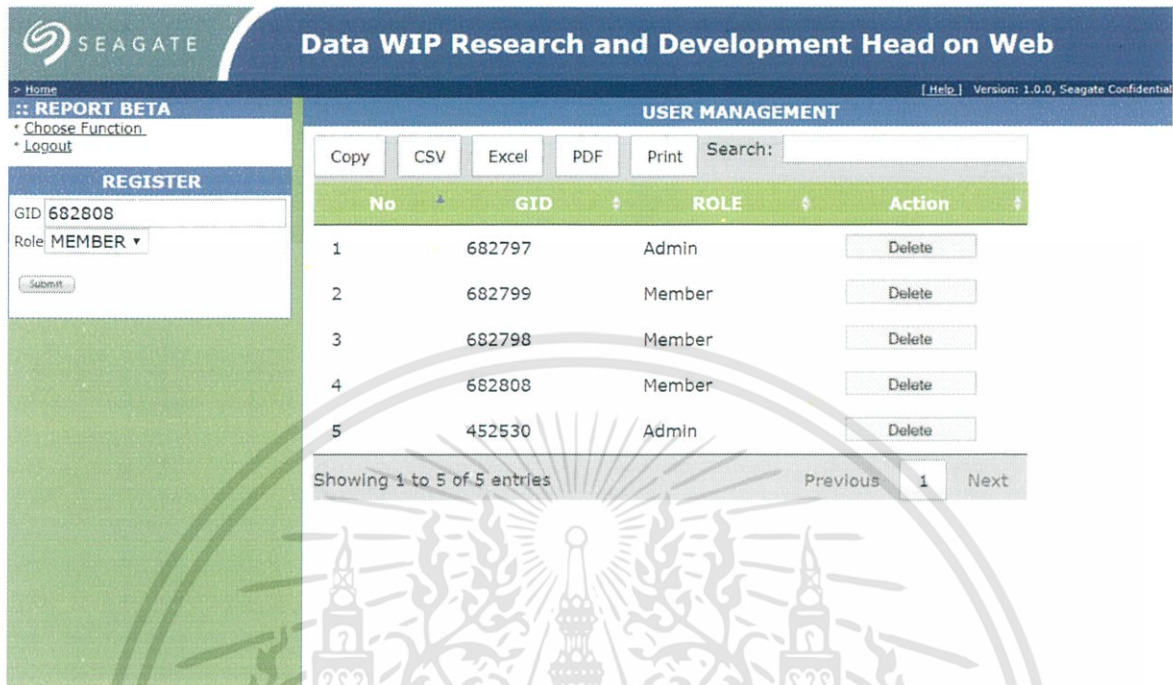 SEAGATE
Data WIP Research and Development Head on Web
> Home
[ Help ] Version: 1.0.0, Seagate Confidential
:: REPORT BETA
* Choose Function
* Logout
REGISTER
GID 682808
Role MEMBER
Submit
USER MANAGEMENT
Copy CSV Excel PDF Print Search:
No GID ROLE Action
1 682797 Admin Delete
2 682799 Member Delete
3 682798 Member Delete
4 682808 Member Delete
5 452530 Admin Delete
Showing 1 to 5 of 5 entries Previous 1 Next